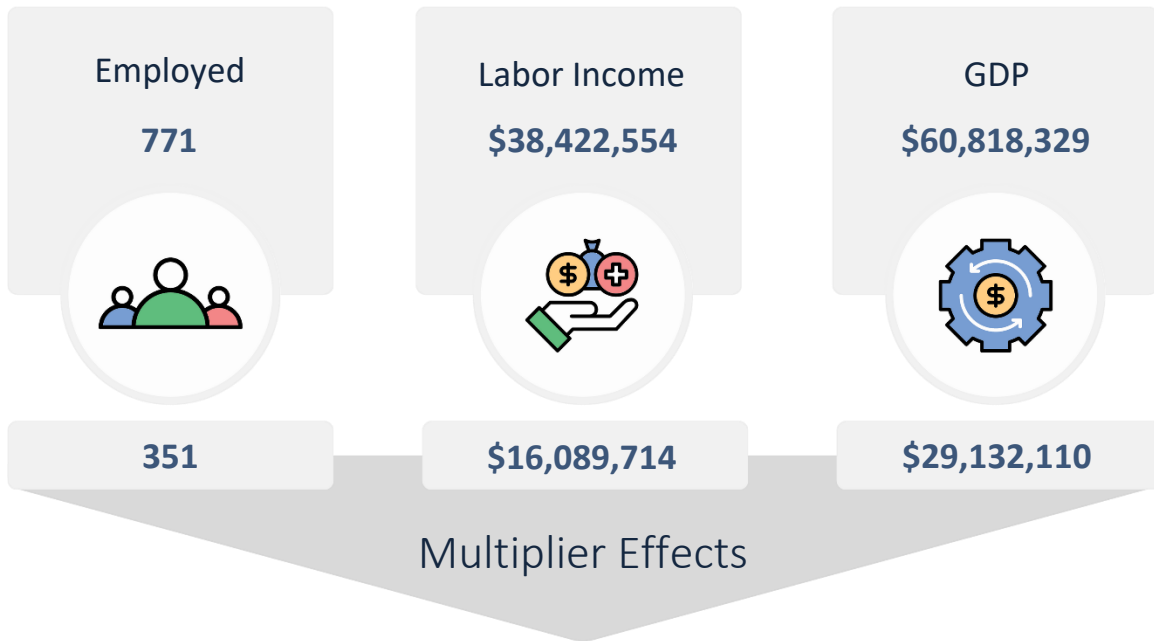 Employed
771
Labor Income
$38,422,554
GDP
$60,818,329
351
$16,089,714
$29,132,110
Multiplier Effects